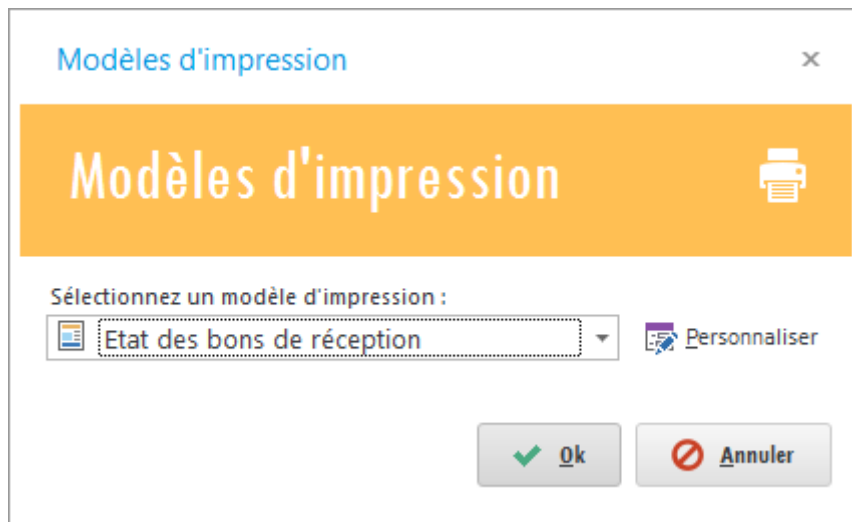 Modèles d'impression
Modèles d'impression
Sélectionnez un modèle d'impression :
Etat des bons de réception
Personnaliser
Ok
Annuler